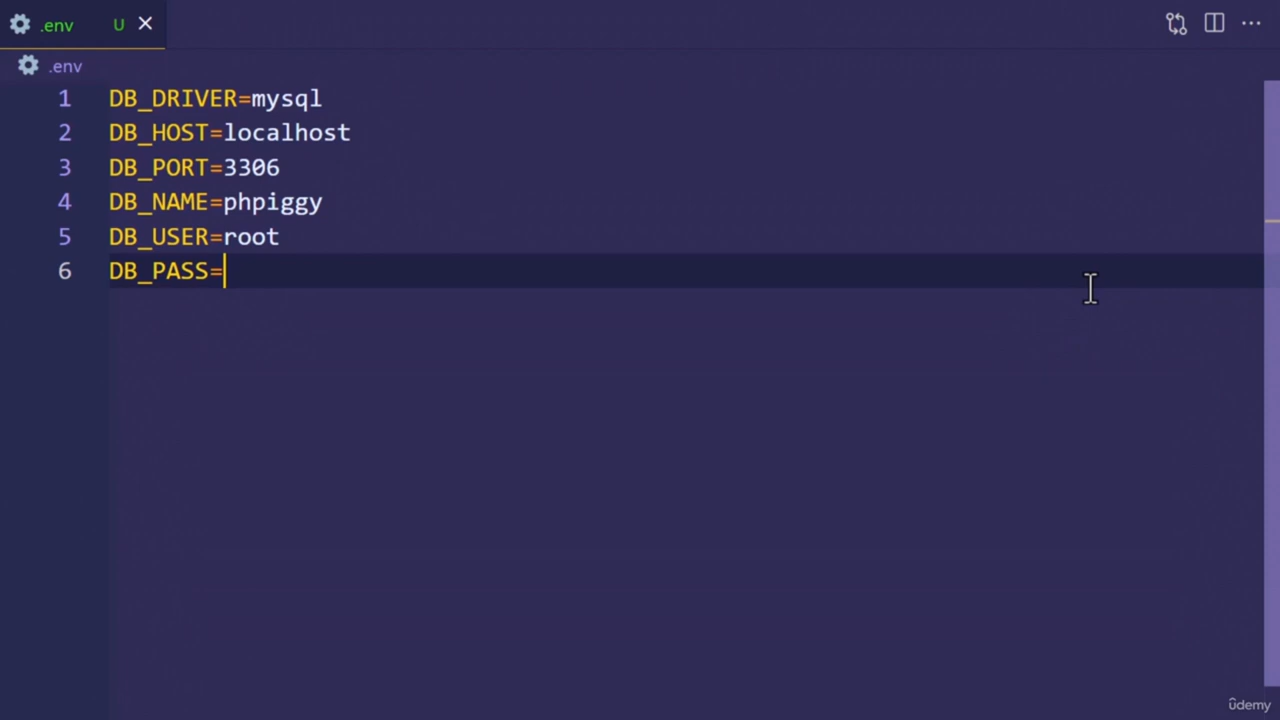 .env U
.env
1 DB_DRIVER=mysql
2 DB_HOST=localhost
3 DB_PORT=3306
4 DB_NAME=phpiggy
5 DB_USER=root
6 DB_PASS=
ûdemy